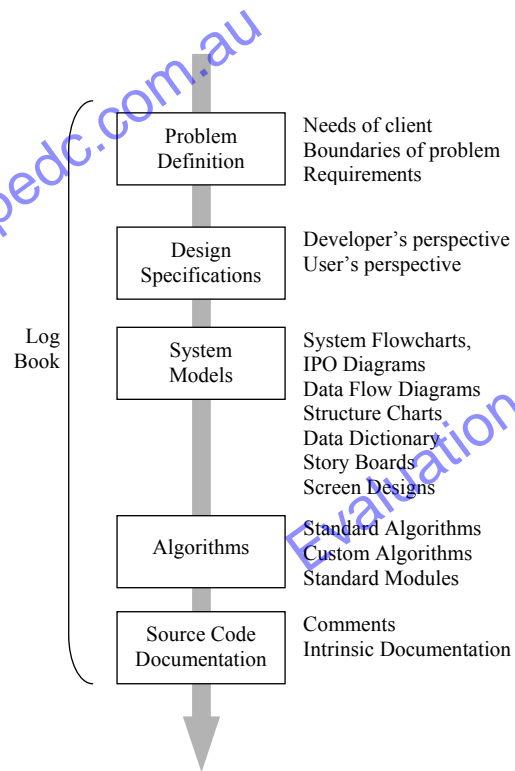 Problem
Definition
Needs of client
Boundaries of problem
Requirements
Design
Specifications
Developer's perspective
User's perspective
Log
Book
System
Models
System Flowcharts,
IPO Diagrams
Data Flow Diagrams
Structure Charts
Data Dictionary
Story Boards
Screen Designs
Algorithms
Standard Algorithms
Custom Algorithms
Standard Modules
Source Code
Documentation
Comments
Intrinsic Documentation
pedc.com.au
Evaluation